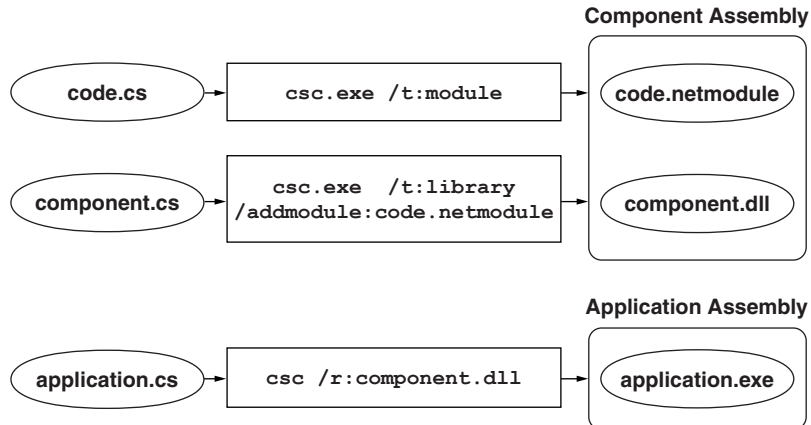 Component Assembly
code.cs
csc.exe /t:module
code.netmodule
component.cs
csc.exe /t:library
/addmodule:code.netmodule
component.dll
Application Assembly
application.cs
csc /r:component.dll
application.exe